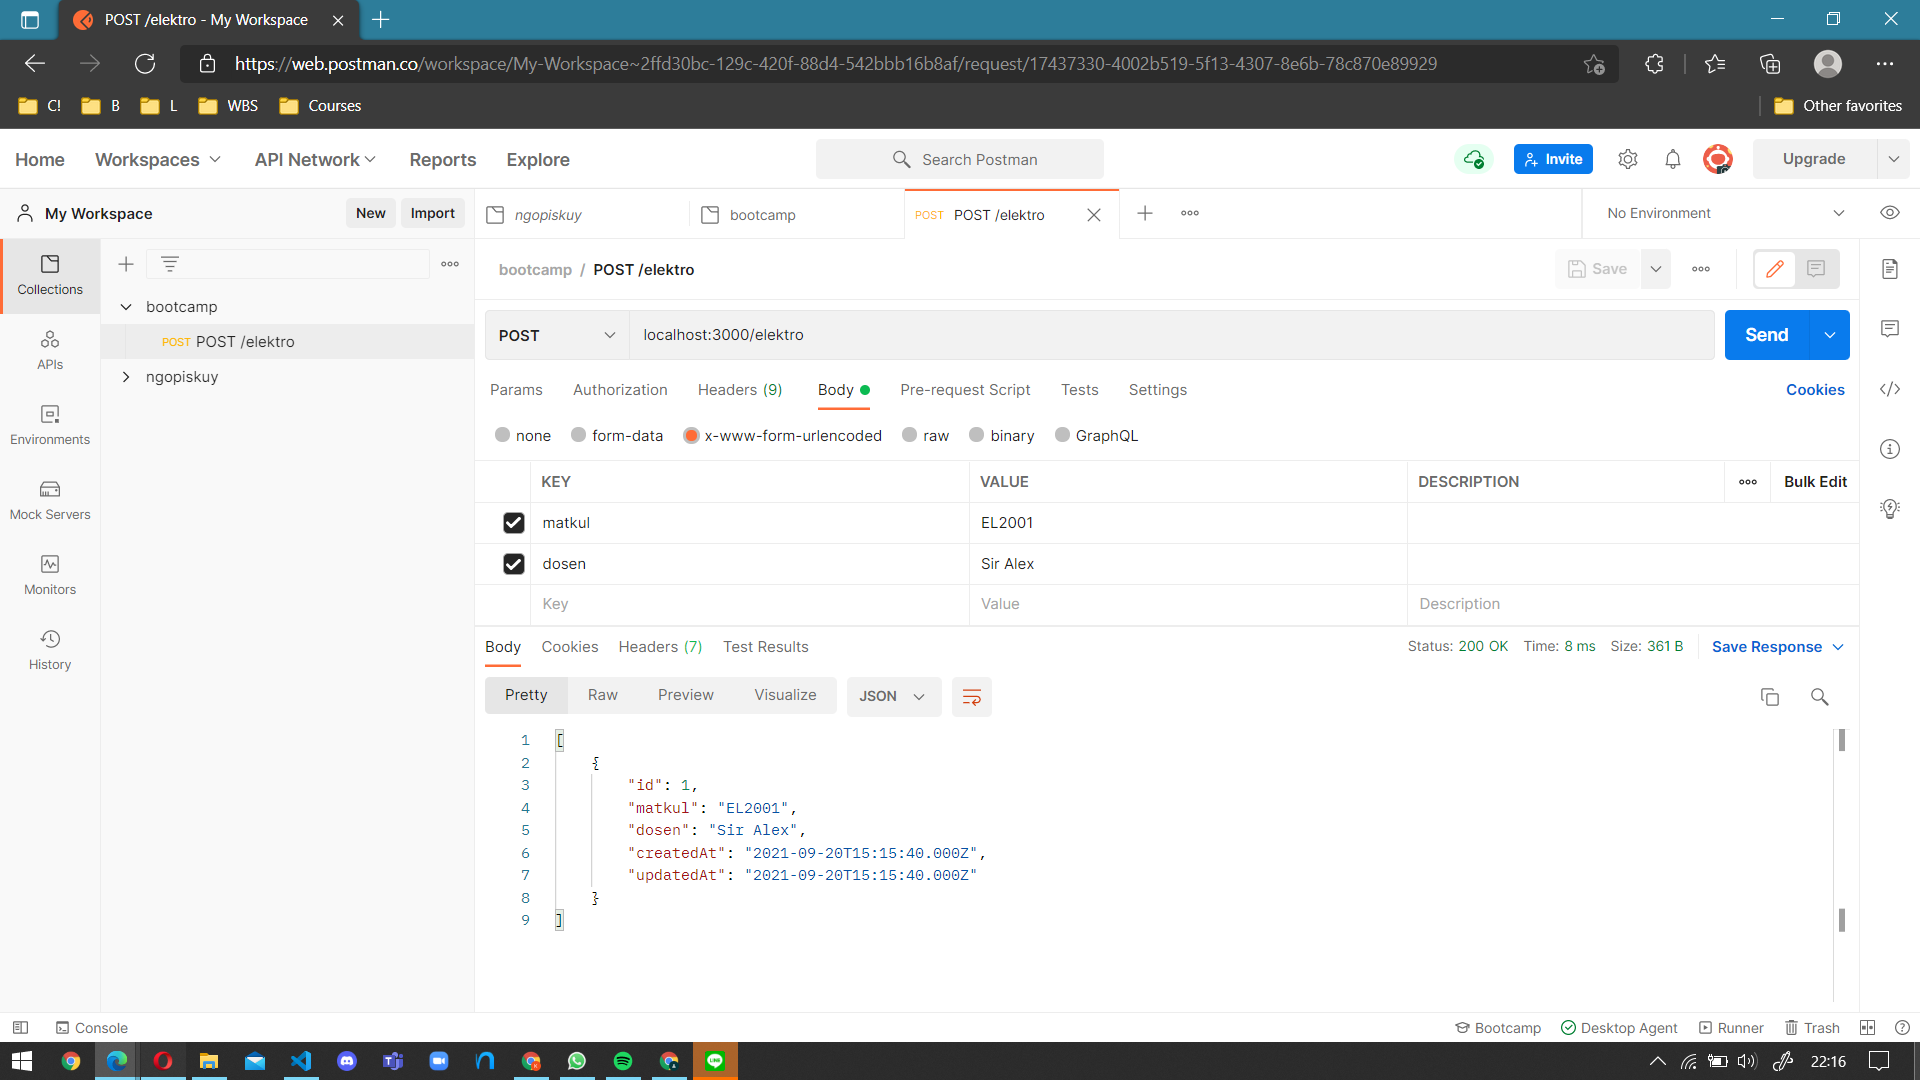 POST /elektro - My Workspace
https://web.postman.co/workspace/My-Workspace~2ffd30bc-129c-420f-88d4-542bbb16b8af/request/17437330-4002b519-5f13-4307-8e6b-78c870e89929
C! B L WBS Courses Other favorites
Home Workspaces API Network Reports Explore Search Postman Invite Upgrade
My Workspace New Import ngopiskuy bootcamp POST POST /elektro No Environment
Collections
APIs
Environments
Mock Servers
Monitors
History
bootcamp
POST POST /elektro
ngopiskuy
bootcamp / POST /elektro Save
POST localhost:3000/elektro Send
Params Authorization Headers (9) Body Pre-request Script Tests Settings Cookies
none form-data x-www-form-urlencoded raw binary GraphQL
KEY VALUE DESCRIPTION Bulk Edit
matkul EL2001
dosen Sir Alex
Key Value Description
Body Cookies Headers (7) Test Results Status: 200 OK Time: 8 ms Size: 361 B Save Response
Pretty Raw Preview Visualize JSON
1 [
2 {
3 "id": 1,
4 "matkul": "EL2001",
5 "dosen": "Sir Alex",
6 "createdAt": "2021-09-20T15:15:40.000Z",
7 "updatedAt": "2021-09-20T15:15:40.000Z"
8 }
9 ]
Console Bootcamp Desktop Agent Runner Trash
22:16